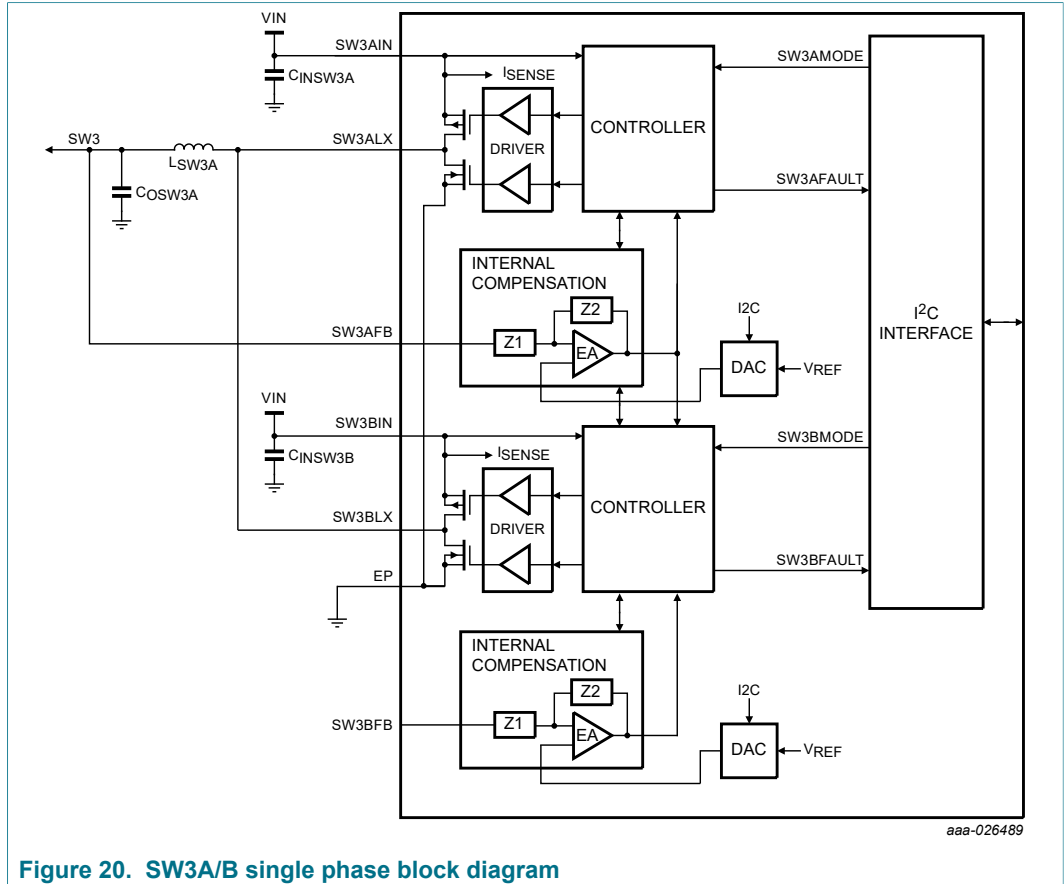 VIN
SW3AIN
CINSW3A
ISENSE
SW3AMODE
CONTROLLER
SW3
LSW3A
SW3ALX
DRIVER
COSW3A
SW3AFAULT
INTERNAL
COMPENSATION
Z2
I2C
I2C
INTERFACE
SW3AFB
Z1
EA
DAC
VREF
VIN
SW3BIN
CINSW3B
ISENSE
SW3BMODE
CONTROLLER
SW3BLX
DRIVER
SW3BFAULT
EP
INTERNAL
COMPENSATION
Z2
I2C
SW3BFB
Z1
EA
DAC
VREF
aaa-026489
Figure 20. SW3A/B single phase block diagram